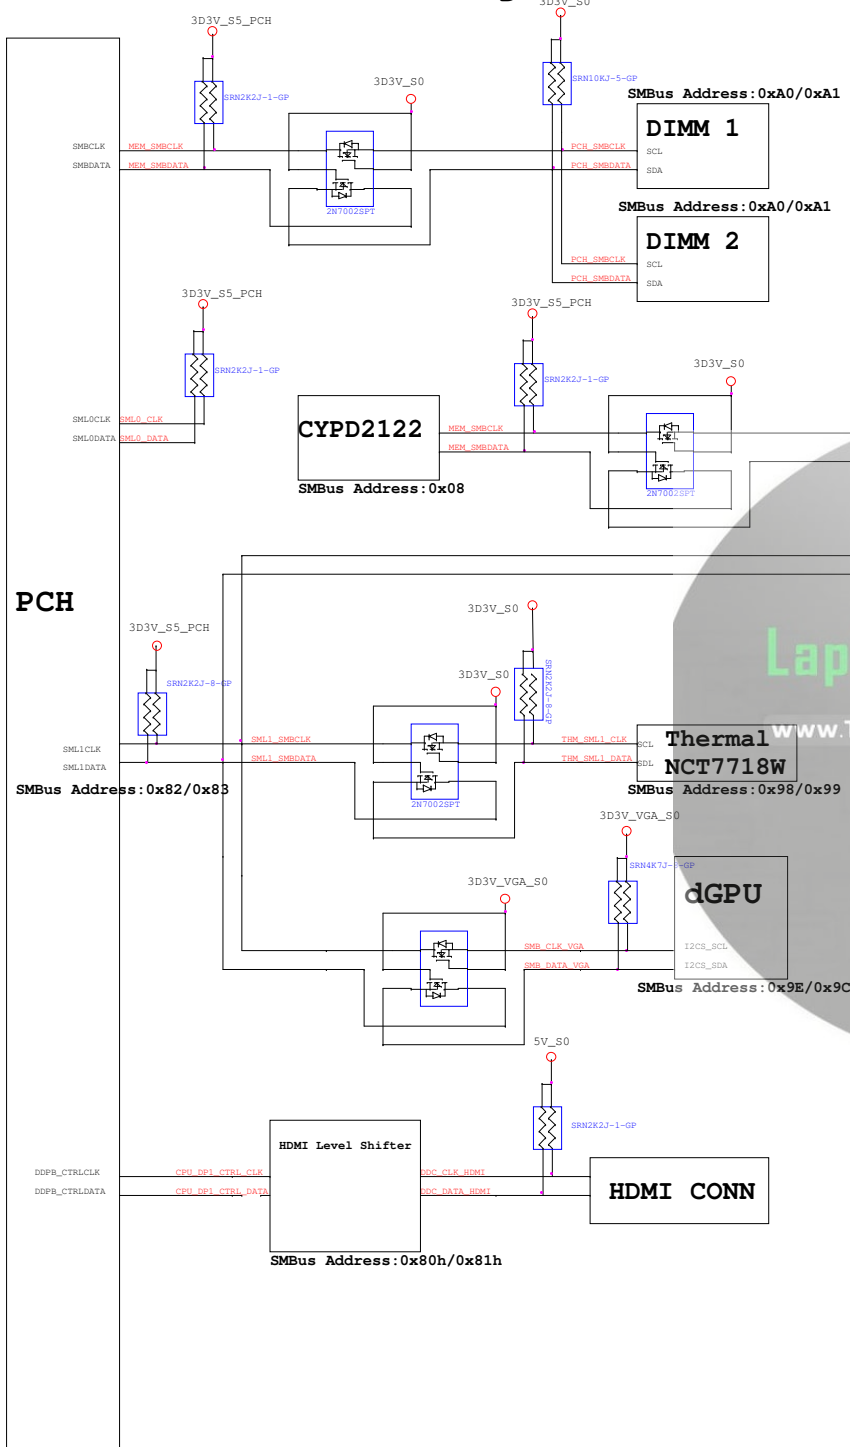 3D3V_S0
3D3V_S5_PCH
SRN2K2J-1-GP
3D3V_S0
SRN10KJ-5-GP
SMBus Address:0xA0/0xA1
DIMM 1
SCL
SDA
SMBCLK
MEM_SMBCLK
PCH_SMBCLK
SMBDATA
MEM_SMBDATA
PCH_SMBDATA
2N7002SPT
SMBus Address:0xA0/0xA1
DIMM 2
PCH_SMBCLK
SCL
PCH_SMBDATA
SDA
3D3V_S5_PCH
SRN2K2J-1-GP
3D3V_S5_PCH
SRN2K2J-1-GP
3D3V_S0
SML0CLK
SML0_CLK
SML0DATA
SML0_DATA
CYPD2122
MEM_SMBCLK
MEM_SMBDATA
SMBus Address:0x08
2N7002SPT
PCH
3D3V_S5_PCH
SRN2K2J-8-GP
3D3V_S0
SRN2K2J-8-GP
3D3V_S0
Lap
www.
SML1CLK
SML1_SMBCLK
THM_SML1_CLK
SCL
Thermal
SML1DATA
SML1_SMBDATA
THM_SML1_DATA
SDL
NCT7718W
SMBus Address:0x82/0x83
2N7002SPT
SMBus Address:0x98/0x99
3D3V_VGA_S0
3D3V_VGA_S0
dGPU
SMB_CLK_VGA
I2CS_SCL
SMB_DATA_VGA
I2CS_SDA
SMBus Address:0x9E/0x9C
5V_S0
SRN2K2J-1-GP
HDMI Level Shifter
DDPB_CTRLCLK
CPU_DP1_CTRL_CLK
DDC_CLK_HDMI
DDPB_CTRLDATA
CPU_DP1_CTRL_DATA
DDC_DATA_HDMI
HDMI CONN
SMBus Address:0x80h/0x81h